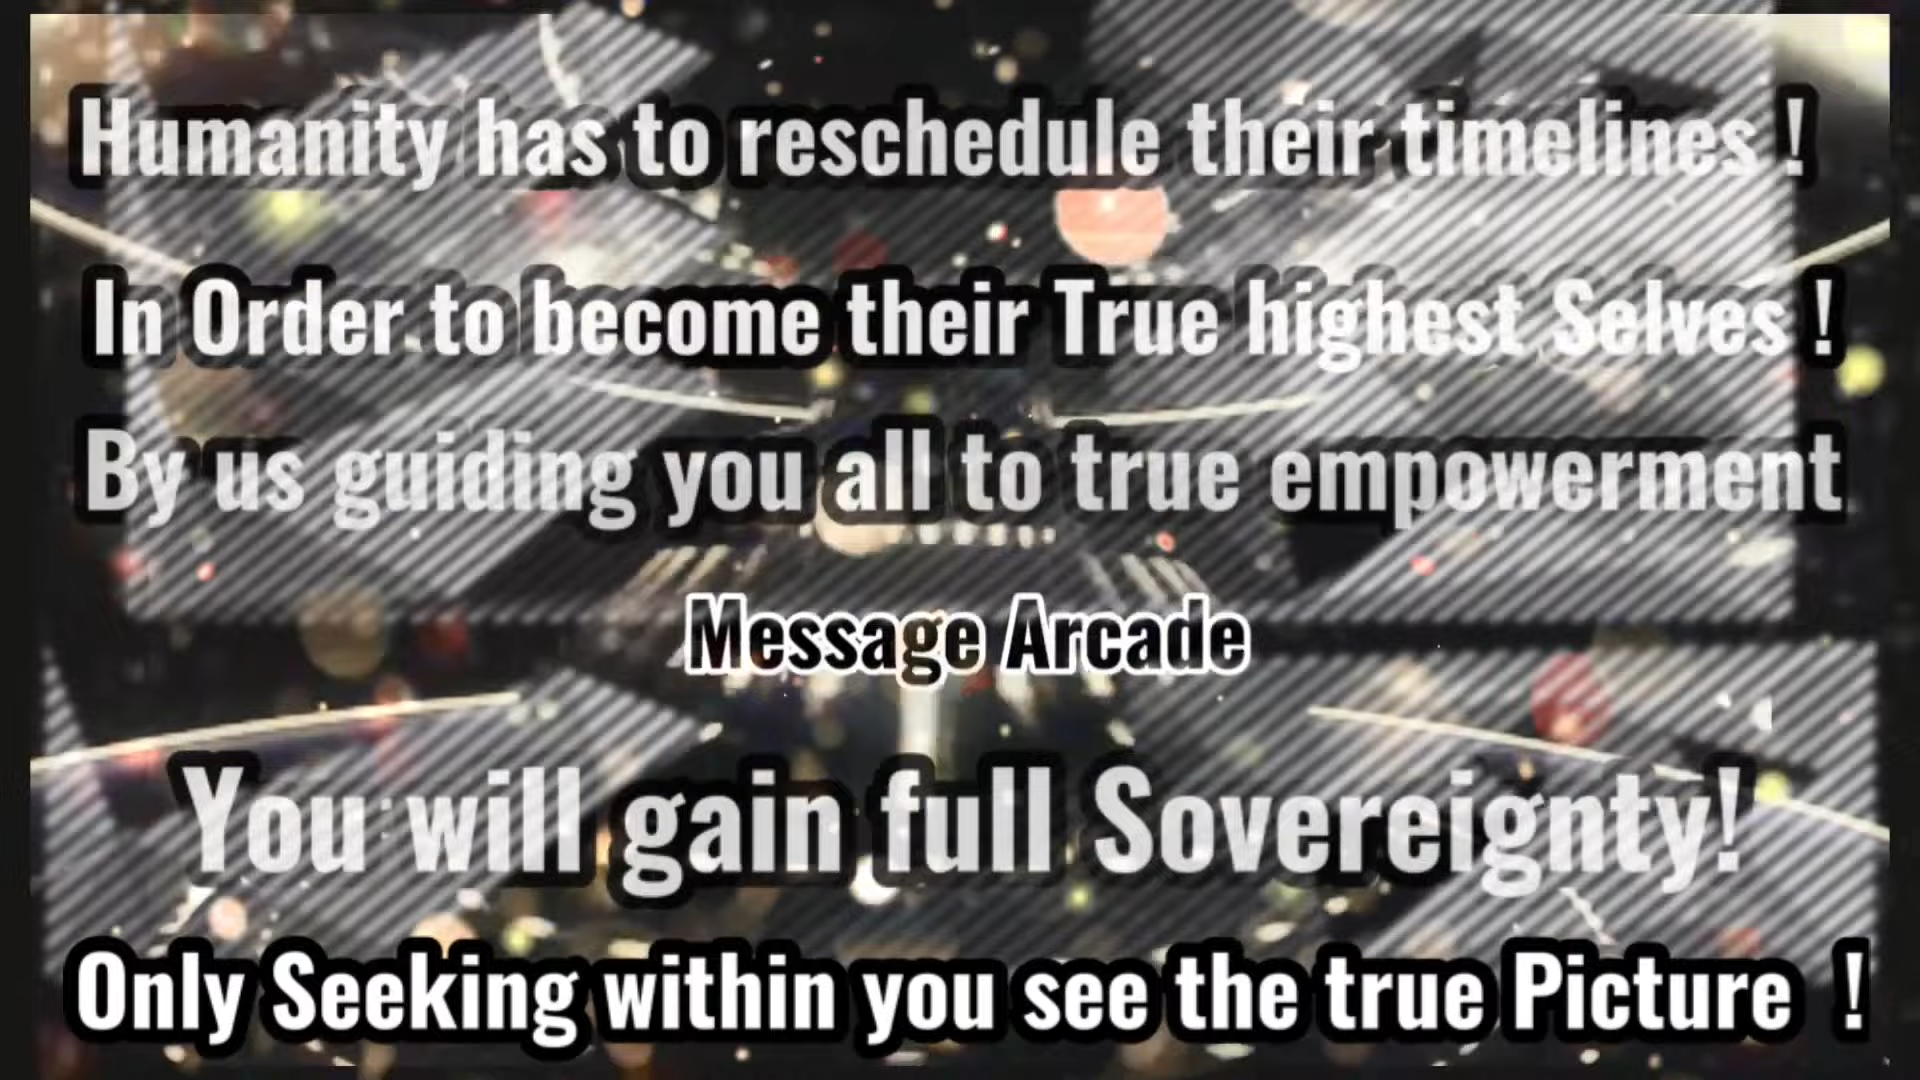 Humanity has to reschedule their timelines !
In Order to become their True highest Selves !
By us guiding you all to true empowerment
Message Arcade
You will gain full Sovereignty!
Only Seeking within you see the true Picture !